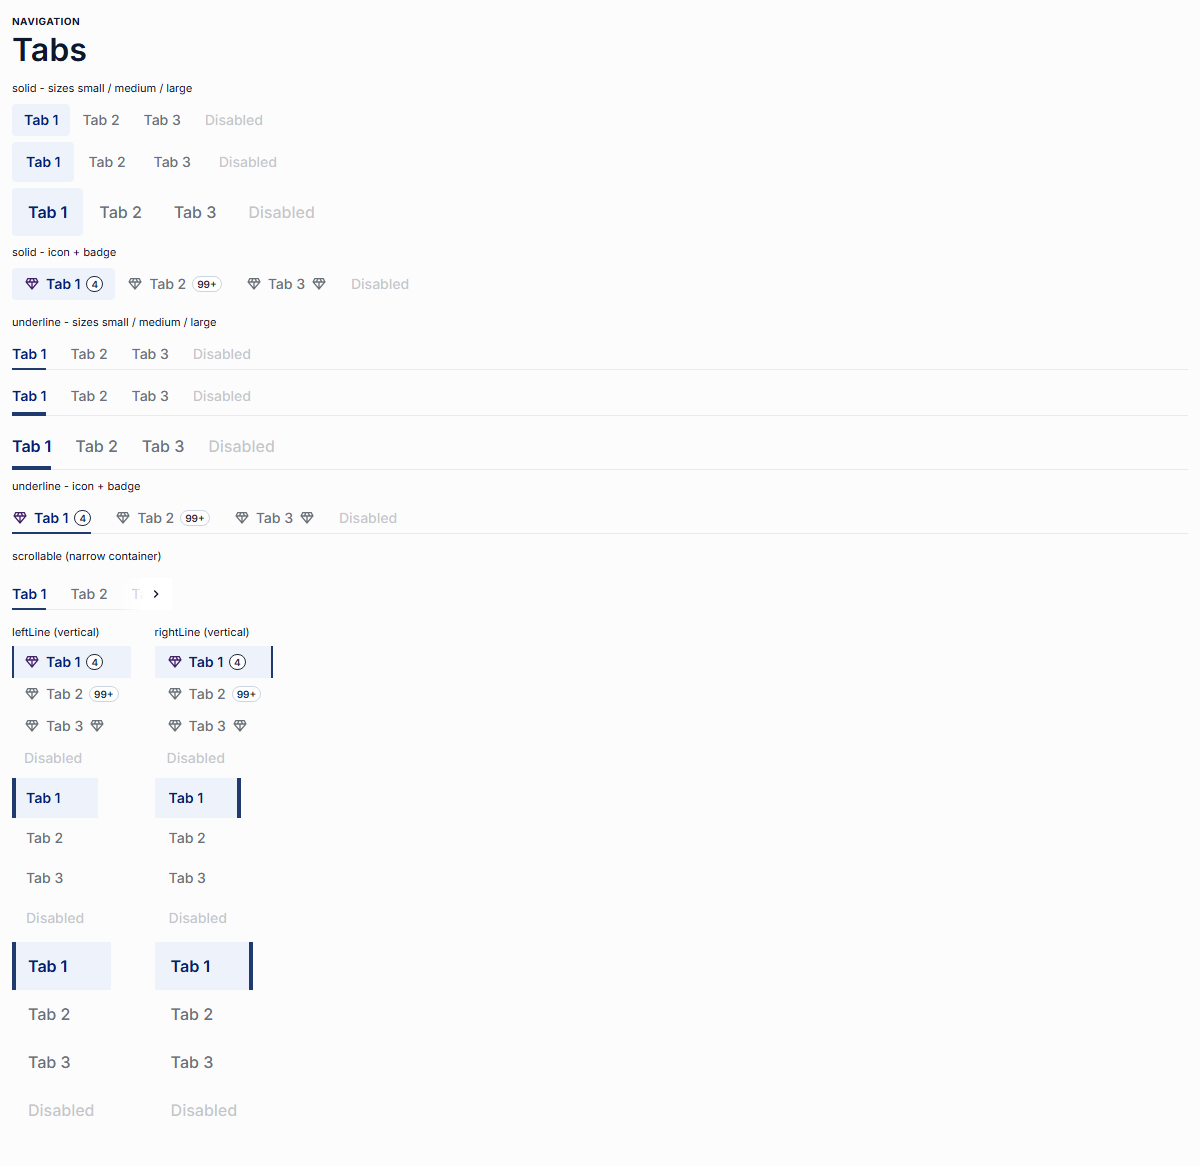 NAVIGATION
Tabs
solid - sizes small / medium / large
Tab 1 Tab 2 Tab 3 Disabled
Tab 1 Tab 2 Tab 3 Disabled
Tab 1 Tab 2 Tab 3 Disabled
solid - icon + badge
Tab 1 4 Tab 2 99+ Tab 3 Disabled
underline - sizes small / medium / large
Tab 1 Tab 2 Tab 3 Disabled
Tab 1 Tab 2 Tab 3 Disabled
Tab 1 Tab 2 Tab 3 Disabled
underline - icon + badge
Tab 1 4 Tab 2 99+ Tab 3 Disabled
scrollable (narrow container)
Tab 1 Tab 2
leftLine (vertical) rightLine (vertical)
Tab 1 4 Tab 1 4
Tab 2 99+ Tab 2 99+
Tab 3 Tab 3
Disabled Disabled
Tab 1 Tab 1
Tab 2 Tab 2
Tab 3 Tab 3
Disabled Disabled
Tab 1 Tab 1
Tab 2 Tab 2
Tab 3 Tab 3
Disabled Disabled